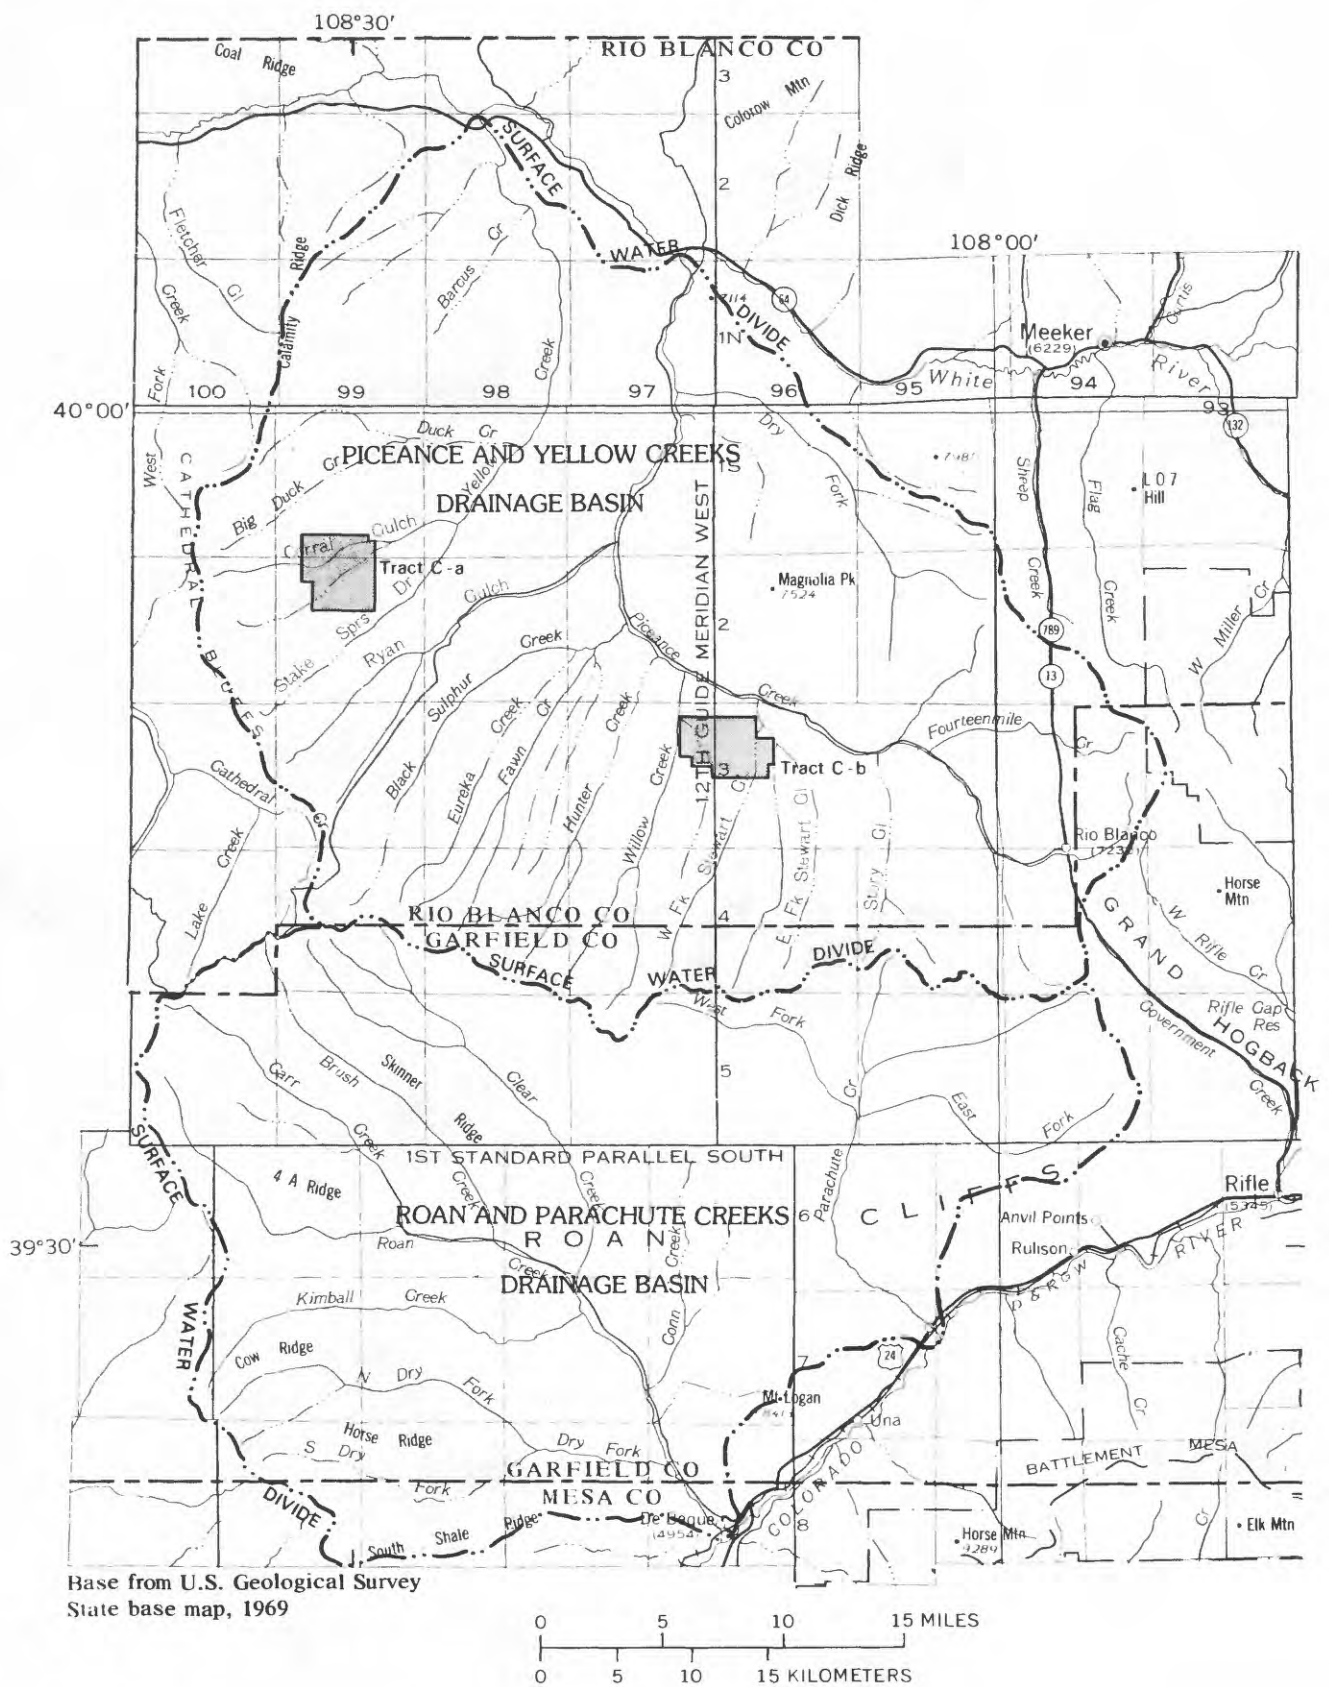 108°30'
RIO BLANCO CO
Coal Ridge
3
Colorow Mtn
SURFACE
2
Dick Ridge
Fletcher Gl
Ridge
Calamity
Barcus Cr
WATER
108°00'
64
7114
DIVIDE
1N
Curtis
Meeker
(6229)
Creek
West Fork
Creek
100
99
98
97
96
95
White
94
River
93
132
40°00'
Duck Cr
Dry Fork
PICEANCE AND YELLOW CREEKS
DRAINAGE BASIN
1S
Big Duck Cr
Yellow
Sheep Creek
Flag Creek
LO7
Hill
CATHEDRAL BLUFFS
Corral Gulch
Tract C-a
12TH GUIDE MERIDIAN WEST
Magnolia Pk
7524
Stake Sprs Dr
Ryan Gulch
W Miller Cr
2
Piceance Creek
789
13
Black Sulphur Creek
Eureka Creek
Fawn Cr
Hunter Creek
Willow Creek
Fourteenmile Cr
3
Tract C-b
Cathedral Cr
Lake Creek
W Fk Stewart Gl
E Fk Stewart Gl
Story Gl
Rio Blanco
Horse
Mtn
RIO BLANCO CO
4
GARFIELD CO
SURFACE WATER DIVIDE
GRAND HOGBACK
W Rifle Cr
Rifle Gap
Res
Government Creek
West Fork
Carr Creek
Brush Creek
Skinner Ridge
Clear Creek
5
Parachute Cr
East Fork
SURFACE
1ST STANDARD PARALLEL SOUTH
4 A Ridge
ROAN AND PARACHUTE CREEKS
6
CLIFFS
Rifle
(5345)
Anvil Points
ROAN
39°30'
Roan Creek
Rulison
RIVER
DRAINAGE BASIN
D & RGW
Kimball Creek
Conn Creek
WATER
Cow Ridge
7
24
Cache Cr
N Dry Fork
Mt Logan
Una
Horse Ridge
S Dry Fork
Dry Fork
BATTLEMENT MESA
GARFIELD CO
MESA CO
DIVIDE
De Beque
(4954)
COLORADO
8
Cr
Elk Mtn
Horse Mtn
9289
South Shale Ridge
Base from U.S. Geological Survey
State base map, 1969
0 5 10 15 MILES
0 5 10 15 KILOMETERS